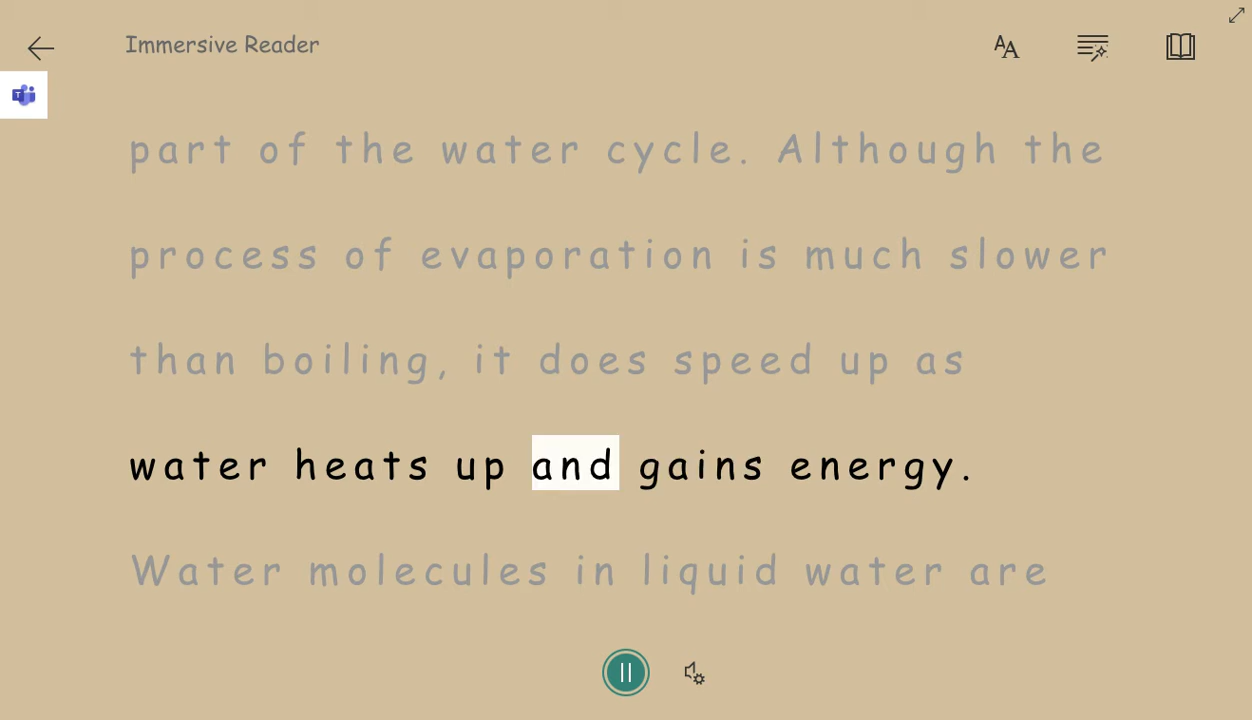 Immersive Reader
part of the water cycle. Although the
process of evaporation is much slower
than boiling, it does speed up as
water heats up and gains energy.
Water molecules in liquid water are